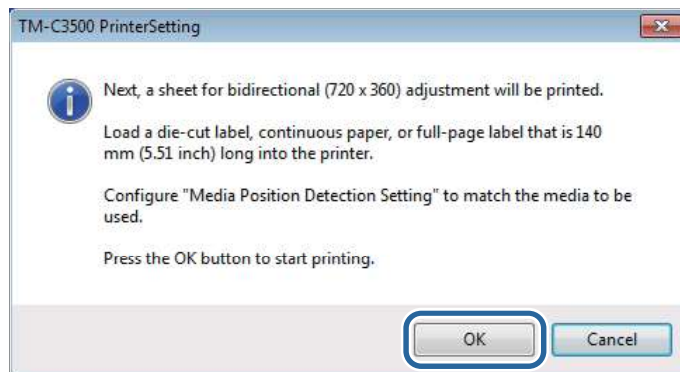 TM-C3500 PrinterSetting
Next, a sheet for bidirectional (720 x 360) adjustment will be printed.
Load a die-cut label, continuous paper, or full-page label that is 140
mm (5.51 inch) long into the printer.
Configure "Media Position Detection Setting" to match the media to be
used.
Press the OK button to start printing.
OK
Cancel